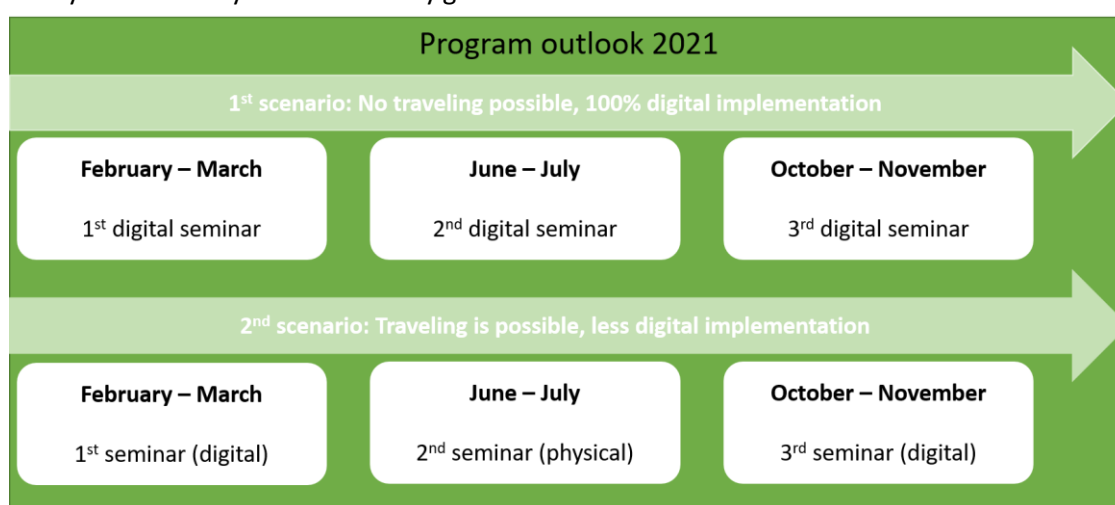 Program outlook 2021
1st scenario: No traveling possible, 100% digital implementation
February – March
1st digital seminar
June – July
2nd digital seminar
October – November
3rd digital seminar
2nd scenario: Traveling is possible, less digital implementation
February – March
1st seminar (digital)
June – July
2nd seminar (physical)
October – November
3rd seminar (digital)